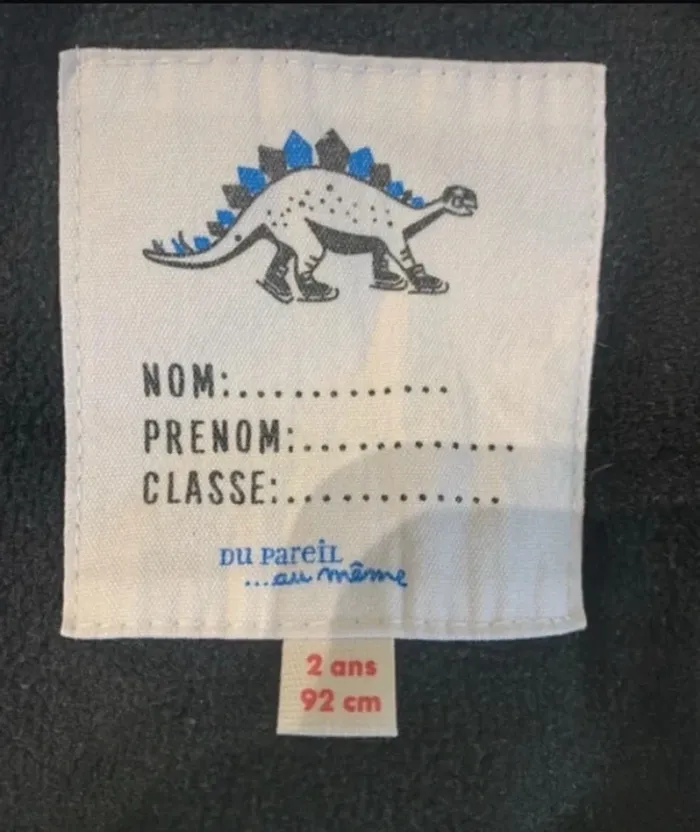 NOM:.............
PRENOM:.............
CLASSE:.............
DU PAREIL
...au même
2 ans
92 cm